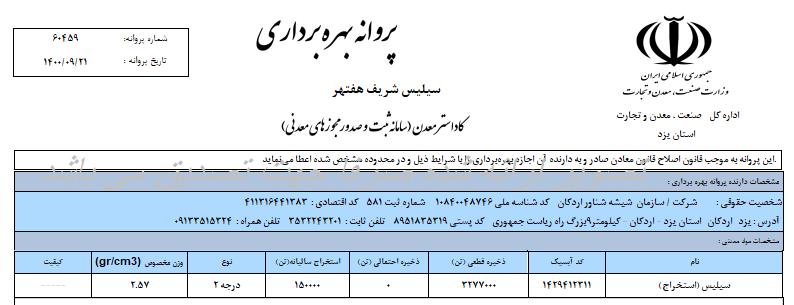 پروانه بهره برداری
شماره پروانه: ۶۰۴۵۹
تاریخ پروانه : ۱۴۰۰/۰۹/۲۱
جمهوری اسلامی ایران
وزارت صنعت، معدن و تجارت
اداره کل صنعت ، معدن و تجارت
استان یزد
سیلیس شریف هفتهر
کاداستر معدن (سامانه ثبت و صدور مجوزهای معدنی)
این پروانه به موجب قانون اصلاح قانون معادن صادر و به دارنده آن اجازه بهره‌برداری را با شرایط ذیل و در محدوده مشخص شده اعطا می‌نماید.
مشخصات دارنده پروانه بهره برداری :
شخصیت حقوقی : شرکت / سازمان شیشه شناور اردکان کد شناسه ملی ۱۰۸۴۰۰۴۸۷۴۶ شماره ثبت ۵۸۱ کد اقتصادی : ۴۱۱۳۱۶۴۴۱۳۸۳
آدرس : یزد اردکان استان یزد - اردکان - کیلومتر۹بزرگ راه ریاست جمهوری کد پستی ۸۹۵۱۸۳۵۳۱۹ تلفن ثابت : ۳۵۳۲۲۴۳۲۰۱ تلفن همراه : ۰۹۱۳۳۵۱۵۳۲۴
مشخصات مواد معدنی :
نام کد آیسیک ذخیره قطعی (تن) ذخیره احتمالی (تن) استخراج سالیانه(تن) نوع وزن مخصوص (gr/cm3) کیفیت
سیلیس (استخراج) ۱۴۲۹۴۱۲۳۱۱ ۳۲۷۷۰۰۰ ۰ ۱۵۰۰۰۰ درجه ۲ ۲.۵۷ -----